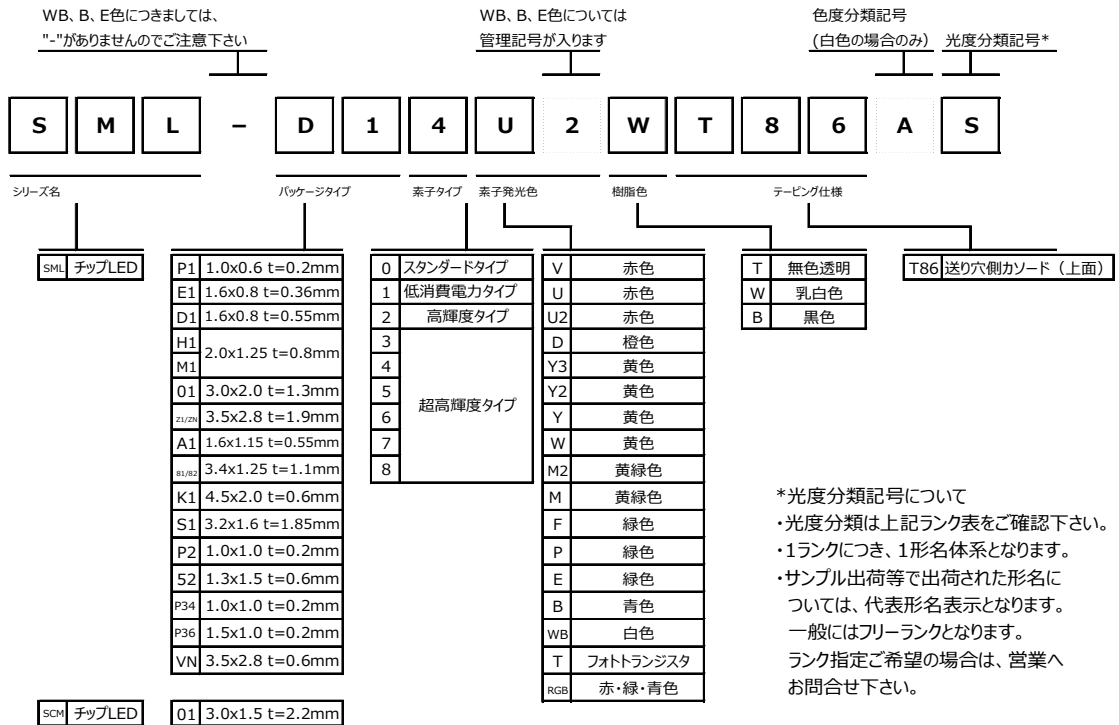 WB、B、E色につきましては、
"-"がありませんのでご注意下さい
WB、B、E色については
管理記号が入ります
色度分類記号
(白色の場合のみ)
光度分類記号*
S M L – D 1 4 U 2 W T 8 6 A S
シリーズ名
パッケージタイプ
素子タイプ
素子発光色
樹脂色
テーピング仕様
SML チップLED
P1 1.0x0.6 t=0.2mm
E1 1.6x0.8 t=0.36mm
D1 1.6x0.8 t=0.55mm
H1
M1
2.0x1.25 t=0.8mm
01 3.0x2.0 t=1.3mm
Z1/ZN 3.5x2.8 t=1.9mm
A1 1.6x1.15 t=0.55mm
81/82 3.4x1.25 t=1.1mm
K1 4.5x2.0 t=0.6mm
S1 3.2x1.6 t=1.85mm
P2 1.0x1.0 t=0.2mm
52 1.3x1.5 t=0.6mm
P34 1.0x1.0 t=0.2mm
P36 1.5x1.0 t=0.2mm
VN 3.5x2.8 t=0.6mm
0 スタンダードタイプ
1 低消費電力タイプ
2 高輝度タイプ
3
4
5
6
7
8
超高輝度タイプ
V 赤色
U 赤色
U2 赤色
D 橙色
Y3 黄色
Y2 黄色
Y 黄色
W 黄色
M2 黄緑色
M 黄緑色
F 緑色
P 緑色
E 緑色
B 青色
WB 白色
T フォトトランジスタ
RGB 赤・緑・青色
T 無色透明
W 乳白色
B 黒色
T86 送り穴側カソード（上面）
*光度分類記号について
・光度分類は上記ランク表をご確認下さい。
・1ランクにつき、1形名体系となります。
・サンプル出荷等で出荷された形名に
ついては、代表形名表示となります。
一般にはフリーランクとなります。
ランク指定ご希望の場合は、営業へ
お問合せ下さい。
SCM チップLED
01 3.0x1.5 t=2.2mm